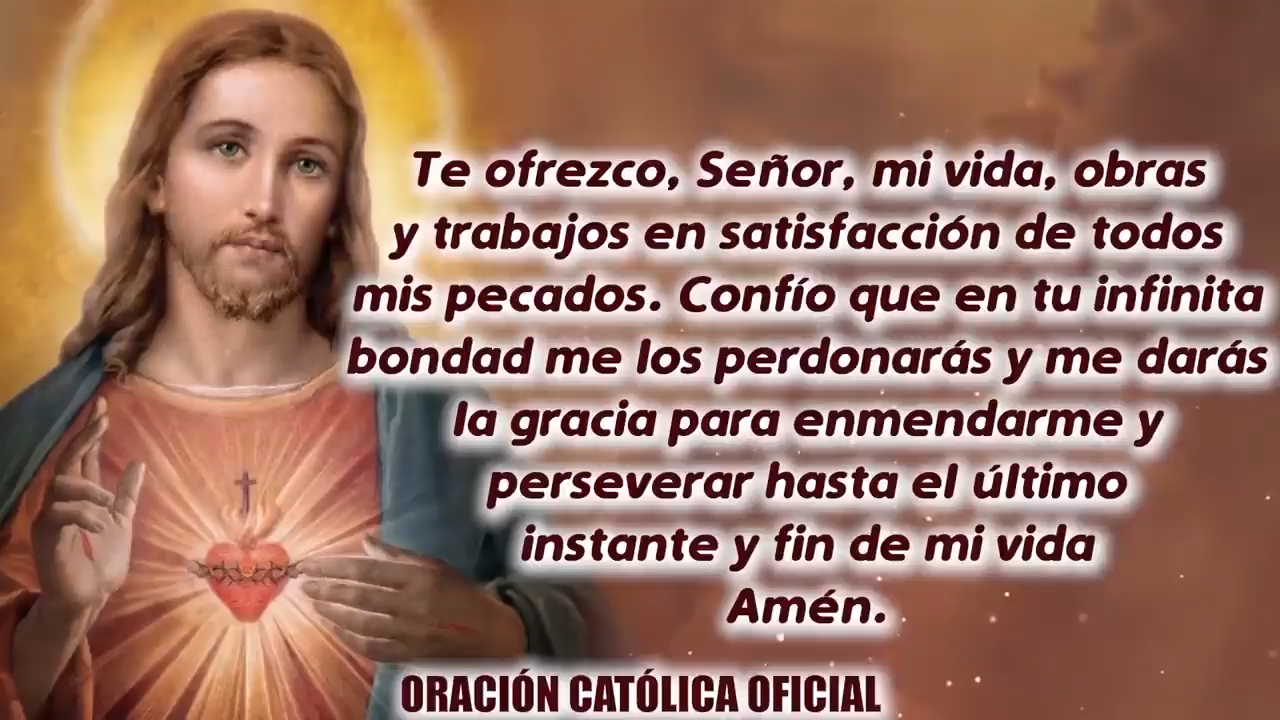 Te ofrezco, Señor, mi vida, obras
y trabajos en satisfacción de todos
mis pecados. Confío que en tu infinita
bondad me los perdonarás y me darás
la gracia para enmendarme y
perseverar hasta el último
instante y fin de mi vida
Amén.
ORACIÓN CATÓLICA OFICIAL